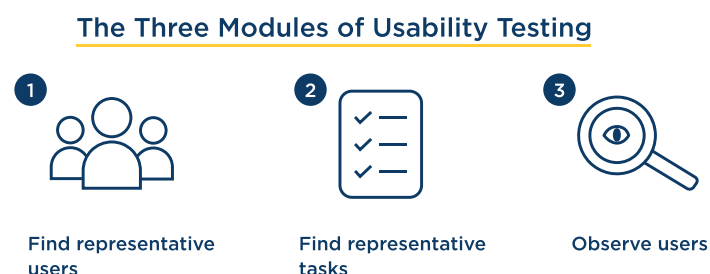 The Three Modules of Usability Testing
1
2
3
Find representative
users
Find representative
tasks
Observe users